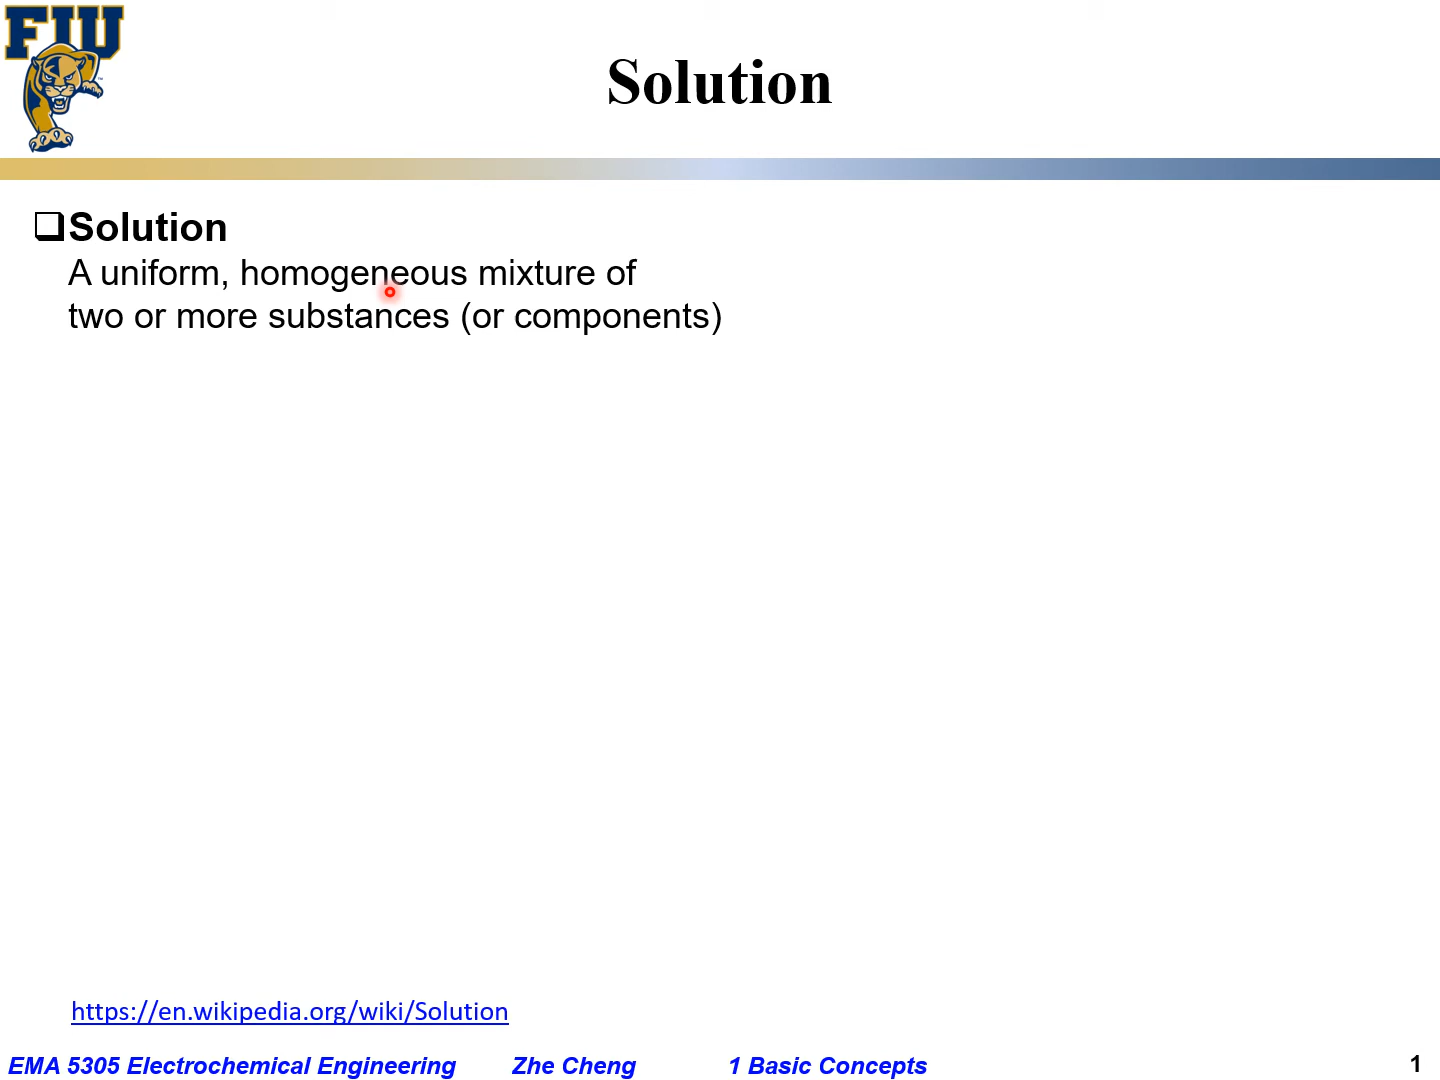 FIU
Solution
Solution
A uniform, homogeneous mixture of
two or more substances (or components)
https://en.wikipedia.org/wiki/Solution
EMA 5305 Electrochemical Engineering Zhe Cheng 1 Basic Concepts 1